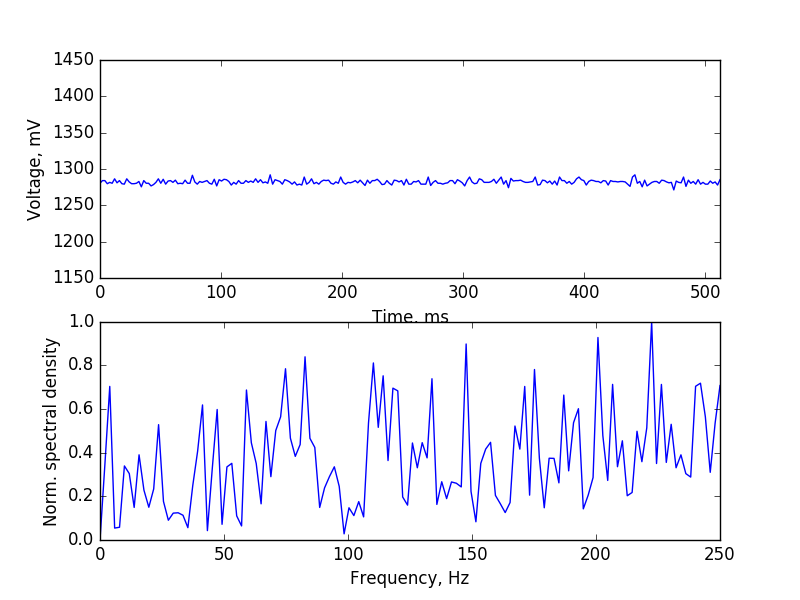 1450
1400
1350
1300
1250
1200
1150
Voltage, mV
0 100 200 300 400 500
Time, ms
1.0
0.8
0.6
0.4
0.2
0.0
Norm. spectral density
0 50 100 150 200 250
Frequency, Hz